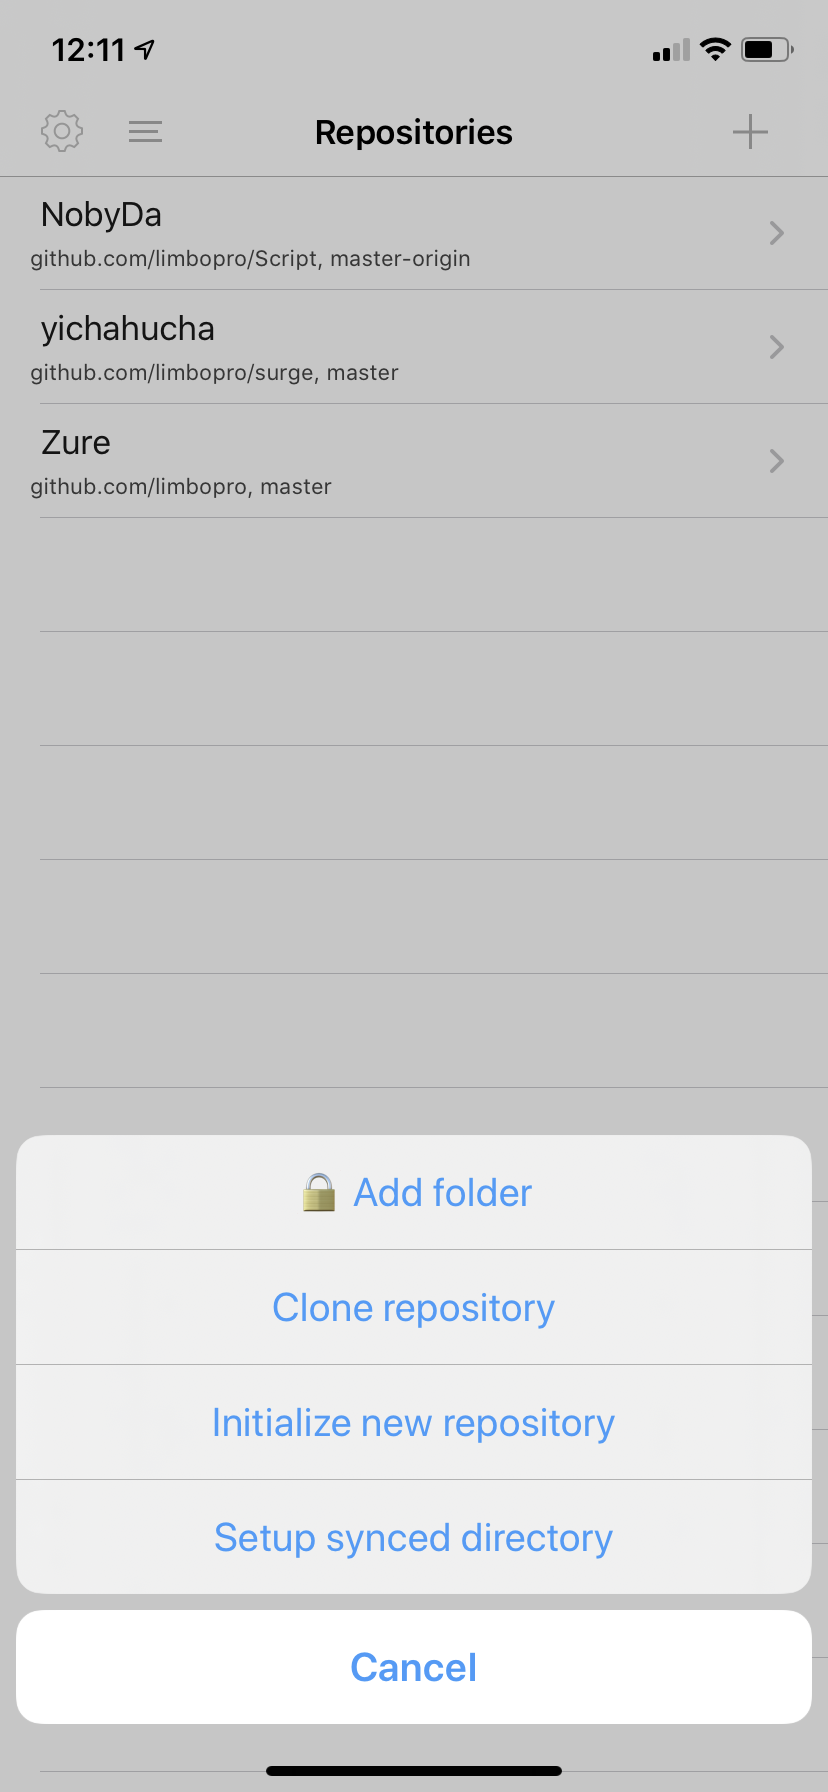 12:11
Repositories
NobyDa
github.com/limbopro/Script, master-origin
yichahucha
github.com/limbopro/surge, master
Zure
github.com/limbopro, master
Add folder
Clone repository
Initialize new repository
Setup synced directory
Cancel